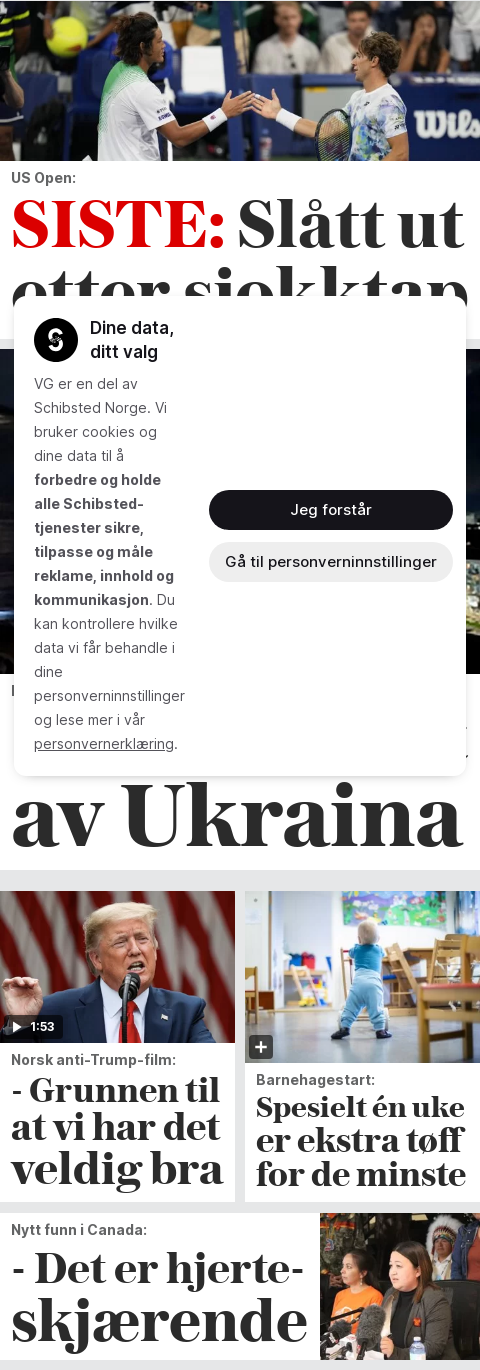 Wils
US Open:
SISTE: Slått ut
etter sjokktap
Dine data,
ditt valg
VG er en del av
Schibsted Norge. Vi
bruker cookies og
dine data til å
forbedre og holde
alle Schibsted-
tjenester sikre,
tilpasse og måle
reklame, innhold og
kommunikasjon. Du
kan kontrollere hvilke
data vi får behandle i
dine
personverninnstillinger
og lese mer i vår
personvernerklæring.
Jeg forstår
Gå til personverninnstillinger
av Ukraina
1:53
Norsk anti-Trump-film:
- Grunnen til
at vi har det
veldig bra
Barnehagestart:
Spesielt én uke
er ekstra tøff
for de minste
Nytt funn i Canada:
- Det er hjerte-
skjærende